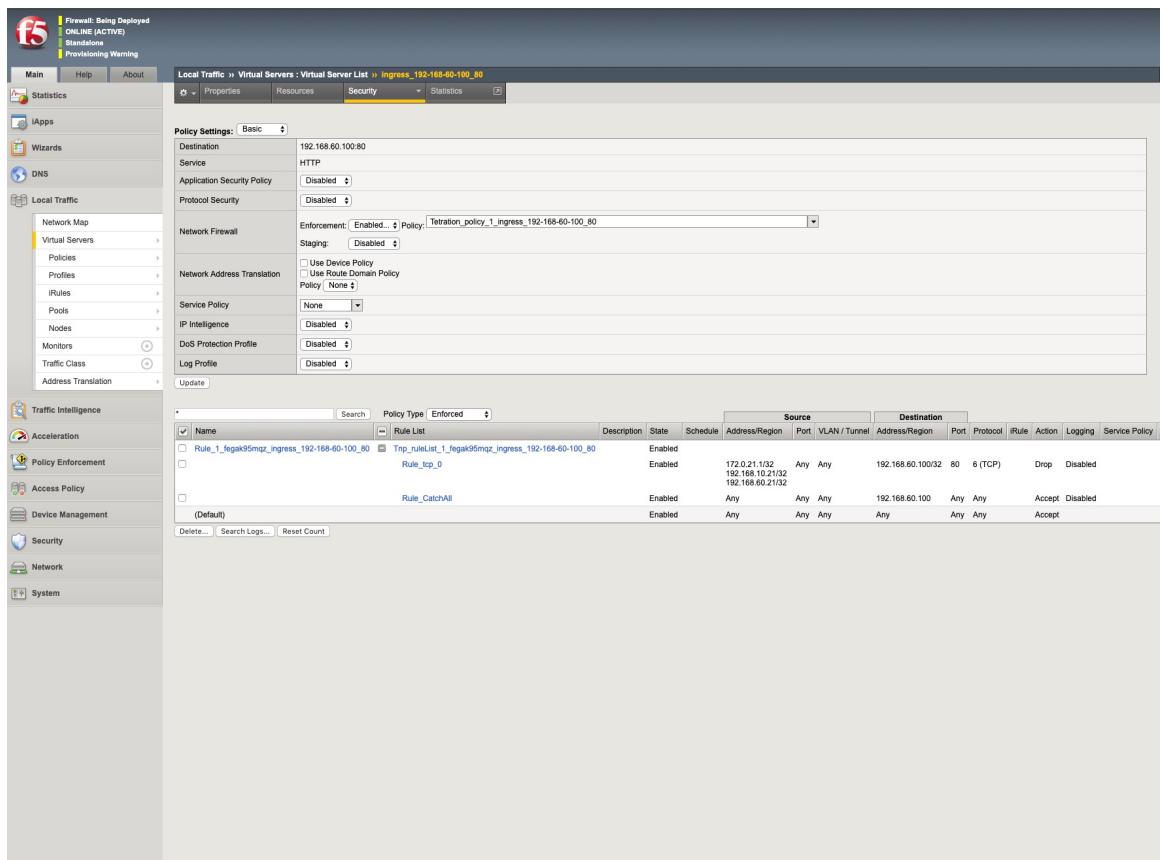 f5
Firewall: Being Deployed
ONLINE (ACTIVE)
Standalone
Provisioning Warning
Main Help About
Local Traffic ›› Virtual Servers : Virtual Server List ›› ingress_192-168-60-100_80
Properties Resources Security Statistics
Statistics
iApps
Wizards
DNS
Local Traffic
Network Map
Virtual Servers
Policies
Profiles
iRules
Pools
Nodes
Monitors
Traffic Class
Address Translation
Traffic Intelligence
Acceleration
Policy Enforcement
Access Policy
Device Management
Security
Network
System
Policy Settings: Basic
Destination 192.168.60.100:80
Service HTTP
Application Security Policy Disabled
Protocol Security Disabled
Network Firewall Enforcement: Enabled... Policy: Tetration_policy_1_ingress_192-168-60-100_80
Staging: Disabled
Network Address Translation Use Device Policy
Use Route Domain Policy
Policy None
Service Policy None
IP Intelligence Disabled
DoS Protection Profile Disabled
Log Profile Disabled
Update
* Search Policy Type Enforced
Source Destination
Name Rule List Description State Schedule Address/Region Port VLAN / Tunnel Address/Region Port Protocol iRule Action Logging Service Policy
Rule_1_fegak95mqz_ingress_192-168-60-100_80 Tnp_ruleList_1_fegak95mqz_ingress_192-168-60-100_80 Enabled
Rule_tcp_0 Enabled 172.0.21.1/32 Any Any 192.168.60.100/32 80 6 (TCP) Drop Disabled
192.168.10.21/32
192.168.60.21/32
Rule_CatchAll Enabled Any Any Any 192.168.60.100 Any Any Accept Disabled
(Default) Enabled Any Any Any Any Any Any Accept
Delete... Search Logs... Reset Count